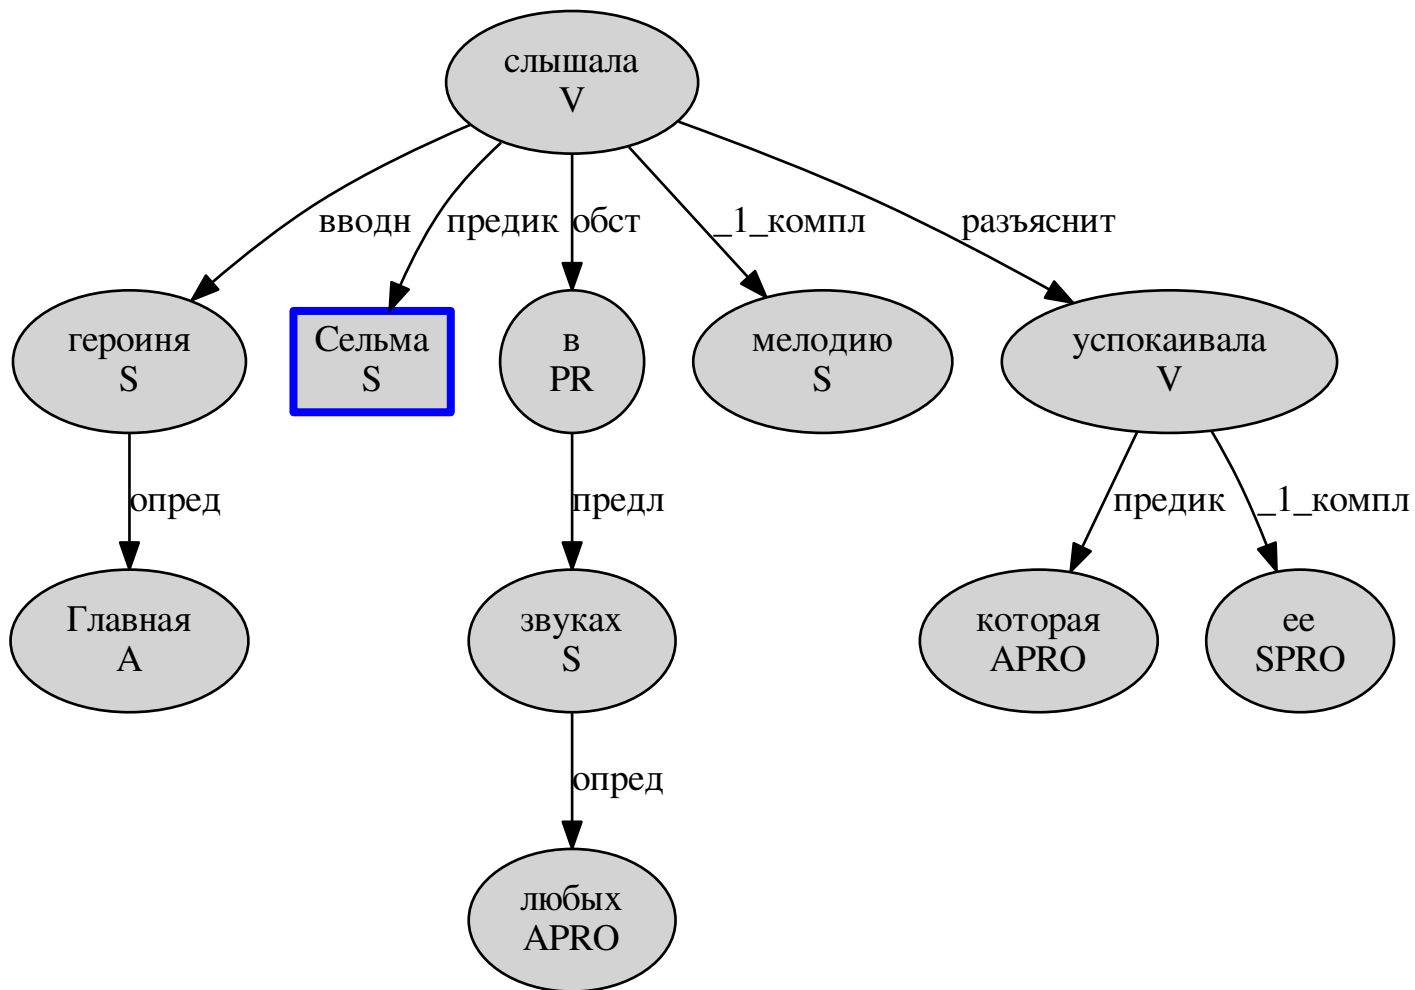 слышала
V
вводн
предик
обст
_1_компл
разъяснит
героиня
S
Сельма
S
в
PR
мелодию
S
успокаивала
V
опред
предл
предик
_1_компл
Главная
A
звуках
S
которая
APRO
ее
SPRO
опред
любых
APRO